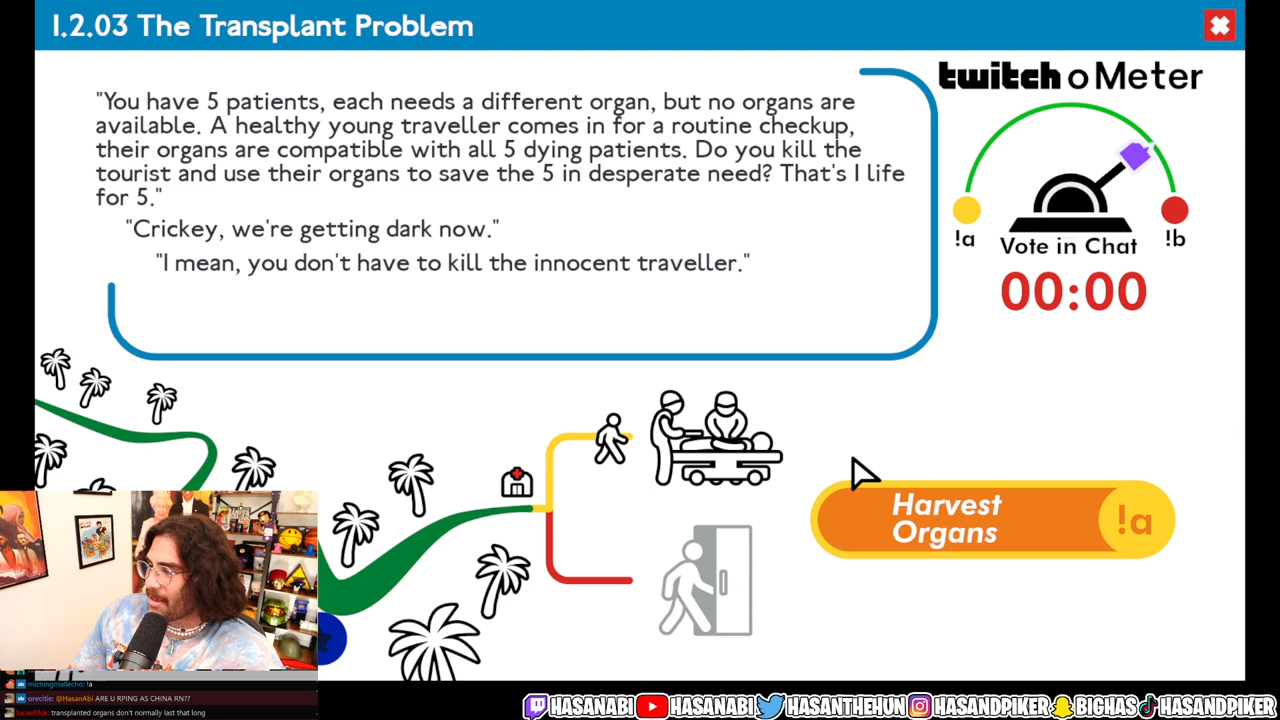 1.2.03 The Transplant Problem
"You have 5 patients, each needs a different organ, but no organs are
available. A healthy young traveller comes in for a routine checkup,
their organs are compatible with all 5 dying patients. Do you kill the
tourist and use their organs to save the 5 in desperate need? That's 1 life
for 5."
"Crickey, we're getting dark now."
"I mean, you don't have to kill the innocent traveller."
twitch o Meter
!a
Vote in Chat
!b
00:00
Harvest
Organs
!a
michingmallecho: !a
orecitie: @HasanAbi ARE U RPING AS CHINA RN??
transplanted organs don't normally last that long
HASANABI
HASANABI
HASANTHEHUN
HASANDPIKER
BIGHAS
HASANDPIKER